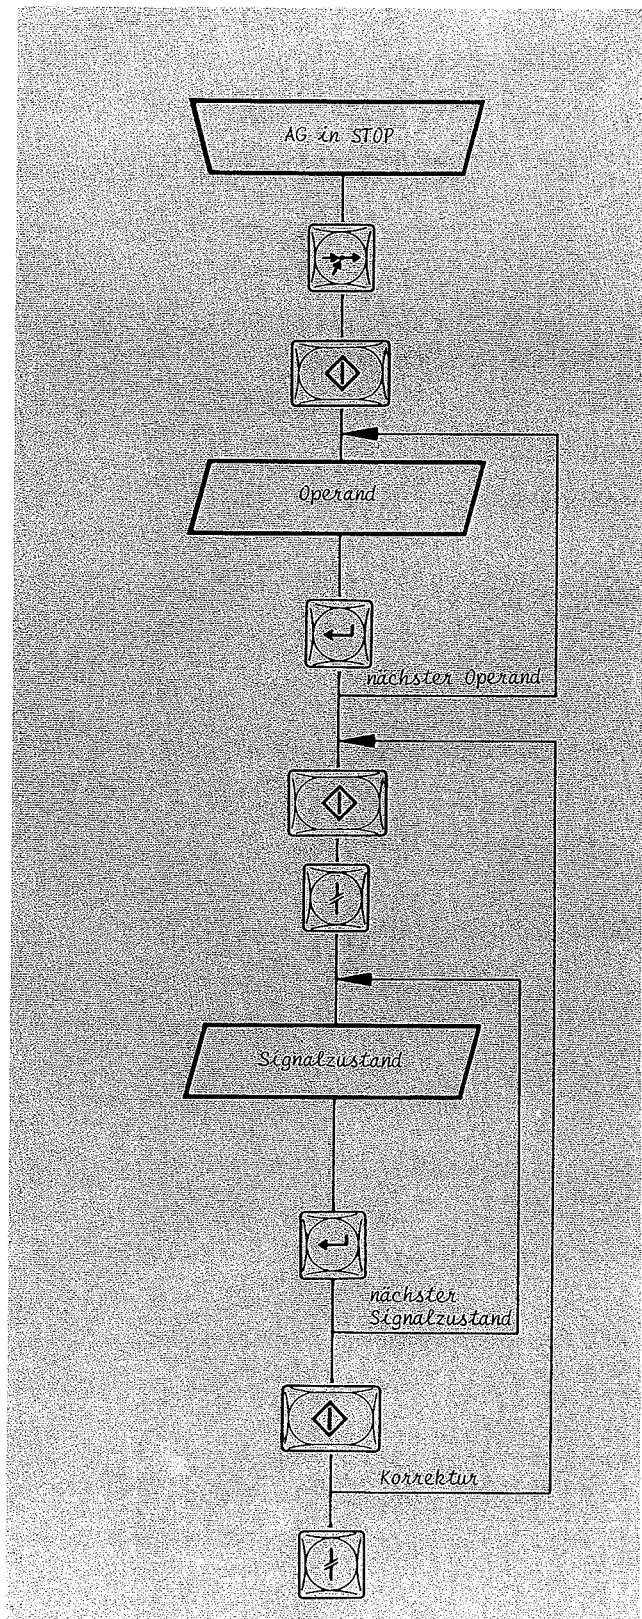 AG in STOP
Operand
nächster Operand
Signalzustand
nächster
Signalzustand
Korrektur